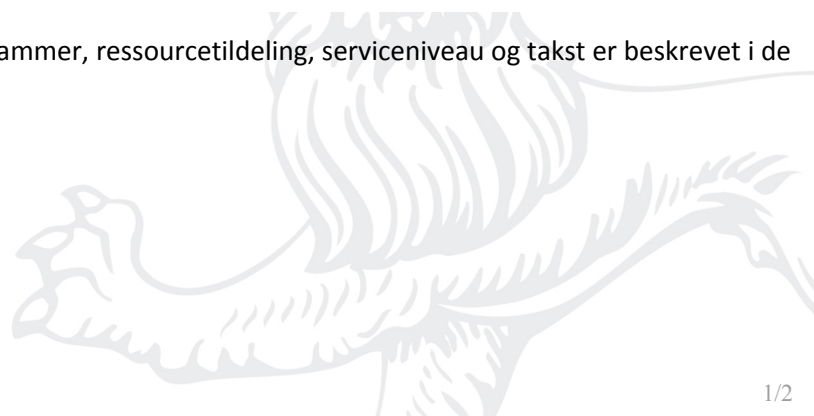 ammer, ressourcetildeling, serviceniveau og takst er beskrevet i de
1/2